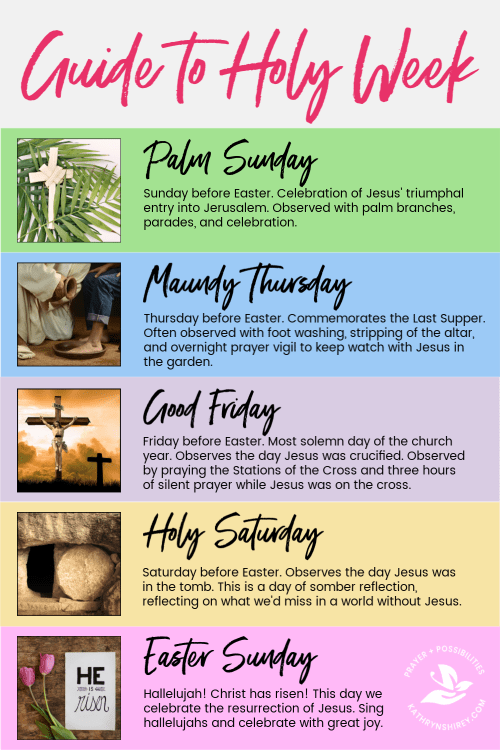 Guide to Holy Week
Palm Sunday
Sunday before Easter. Celebration of Jesus' triumphal
entry into Jerusalem. Observed with palm branches,
parades, and celebration.
Maundy Thursday
Thursday before Easter. Commemorates the Last Supper.
Often observed with foot washing, stripping of the altar,
and overnight prayer vigil to keep watch with Jesus in
the garden.
Good Friday
Friday before Easter. Most solemn day of the church
year. Observes the day Jesus was crucified. Observed
by praying the Stations of the Cross and three hours
of silent prayer while Jesus was on the cross.
Holy Saturday
Saturday before Easter. Observes the day Jesus was
in the tomb. This is a day of somber reflection,
reflecting on what we'd miss in a world without Jesus.
Easter Sunday
Hallelujah! Christ has risen! This day we
celebrate the resurrection of Jesus. Sing
hallelujahs and celebrate with great joy.
HE
risen
PRAYER + POSSIBILITIES
KATHRYNSHIREY.COM